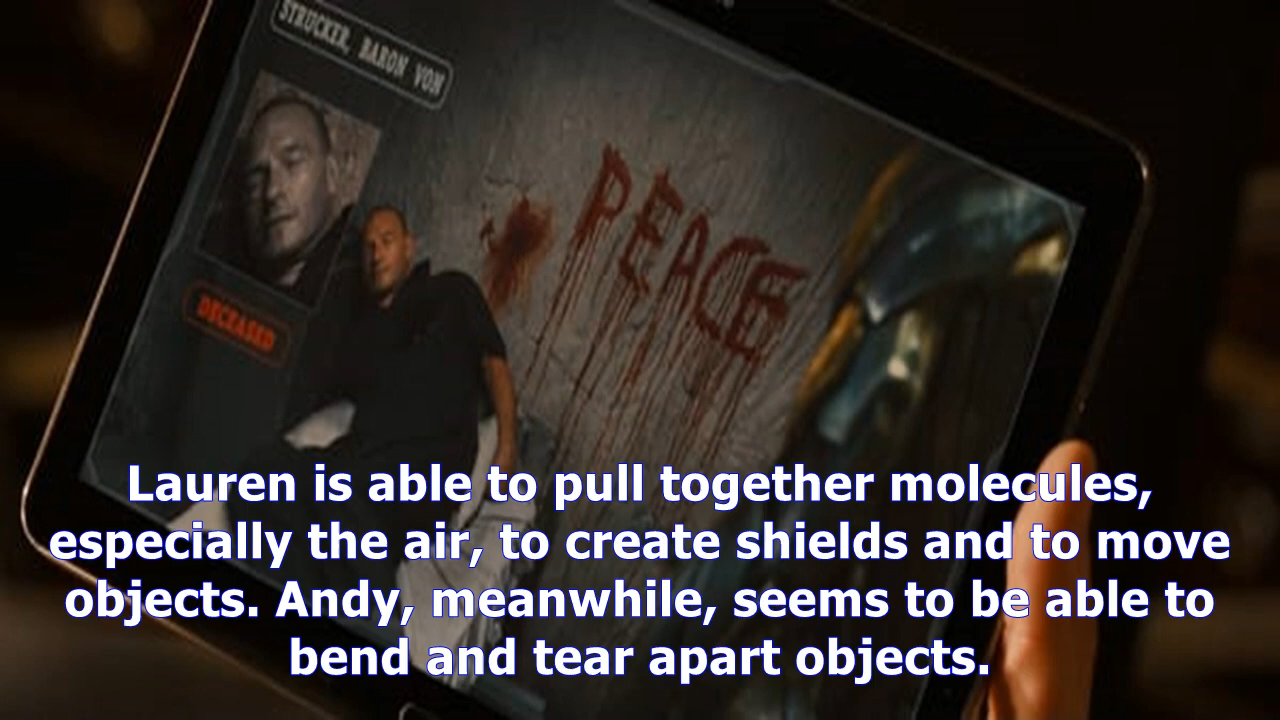 STRUCKER, BARON VON
PEACE
DECEASED
Lauren is able to pull together molecules,
especially the air, to create shields and to move
objects. Andy, meanwhile, seems to be able to
bend and tear apart objects.